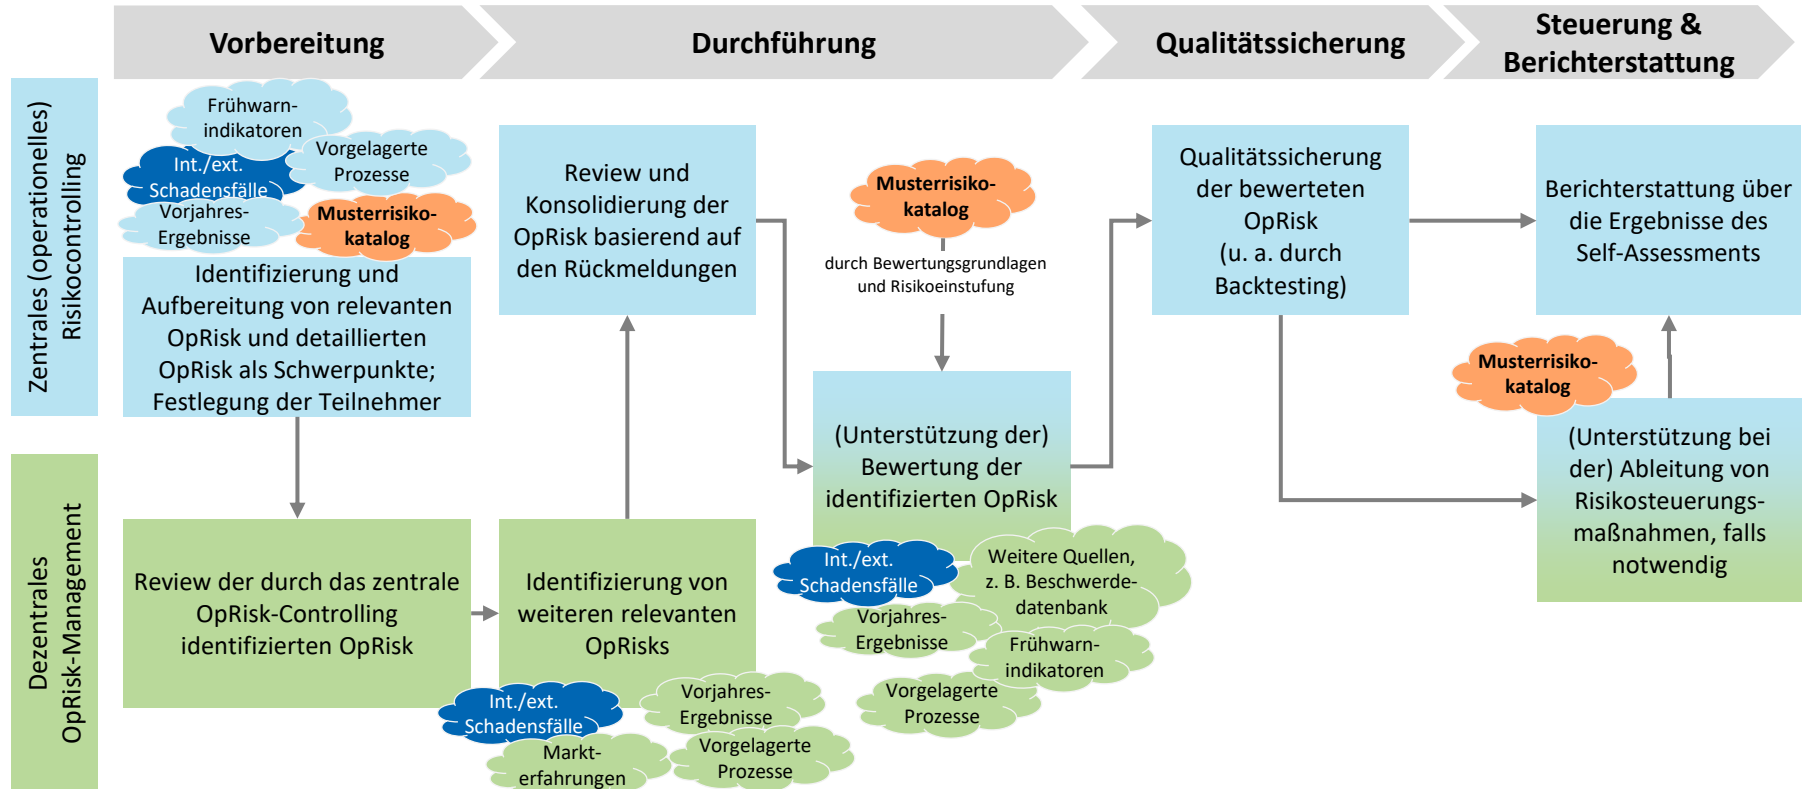 Vorbereitung
Durchführung
Qualitätssicherung
Steuerung &
Berichterstattung
Zentrales (operationelles)
Risikocontrolling
Frühwarn-
indikatoren
Int./ext.
Schadensfälle
Vorgelagerte
Prozesse
Vorjahres-
Ergebnisse
Musterrisiko-
katalog
Identifizierung und
Aufbereitung von relevanten
OpRisk und detaillierten
OpRisk als Schwerpunkte;
Festlegung der Teilnehmer
Review und
Konsolidierung der
OpRisk basierend auf
den Rückmeldungen
Musterrisiko-
katalog
durch Bewertungsgrundlagen
und Risikoeinstufung
Qualitätssicherung
der bewerteten
OpRisk
(u. a. durch
Backtesting)
Berichterstattung über
die Ergebnisse des
Self-Assessments
Musterrisiko-
katalog
(Unterstützung der)
Bewertung der
identifizierten OpRisk
(Unterstützung bei
der) Ableitung von
Risikosteuerungs-
maßnahmen, falls
notwendig
Dezentrales
OpRisk-Management
Review der durch das zentrale
OpRisk-Controlling
identifizierten OpRisk
Identifizierung von
weiteren relevanten
OpRisks
Int./ext.
Schadensfälle
Vorjahres-
Ergebnisse
Markt-
erfahrungen
Vorgelagerte
Prozesse
Int./ext.
Schadensfälle
Weitere Quellen,
z. B. Beschwerde-
datenbank
Vorjahres-
Ergebnisse
Frühwarn-
indikatoren
Vorgelagerte
Prozesse